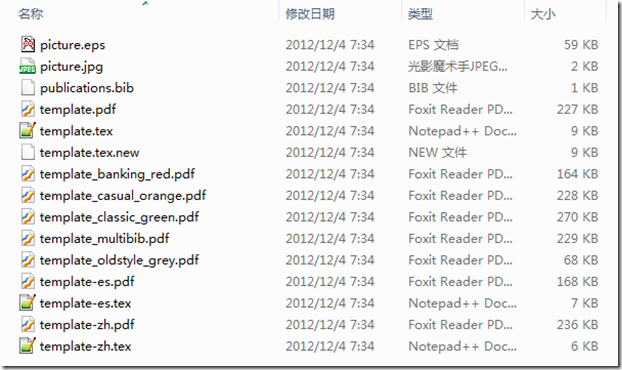 名称 修改日期 类型 大小
picture.eps 2012/12/4 7:34 EPS 文档 59 KB
picture.jpg 2012/12/4 7:34 光影魔术手JPEG... 2 KB
publications.bib 2012/12/4 7:34 BIB 文件 1 KB
template.pdf 2012/12/4 7:34 Foxit Reader PD... 227 KB
template.tex 2012/12/4 7:34 Notepad++ Doc... 9 KB
template.tex.new 2012/12/4 7:34 NEW 文件 9 KB
template_banking_red.pdf 2012/12/4 7:34 Foxit Reader PD... 164 KB
template_casual_orange.pdf 2012/12/4 7:34 Foxit Reader PD... 228 KB
template_classic_green.pdf 2012/12/4 7:34 Foxit Reader PD... 270 KB
template_multibib.pdf 2012/12/4 7:34 Foxit Reader PD... 229 KB
template_oldstyle_grey.pdf 2012/12/4 7:34 Foxit Reader PD... 68 KB
template-es.pdf 2012/12/4 7:34 Foxit Reader PD... 168 KB
template-es.tex 2012/12/4 7:34 Notepad++ Doc... 7 KB
template-zh.pdf 2012/12/4 7:34 Foxit Reader PD... 236 KB
template-zh.tex 2012/12/4 7:34 Notepad++ Doc... 6 KB